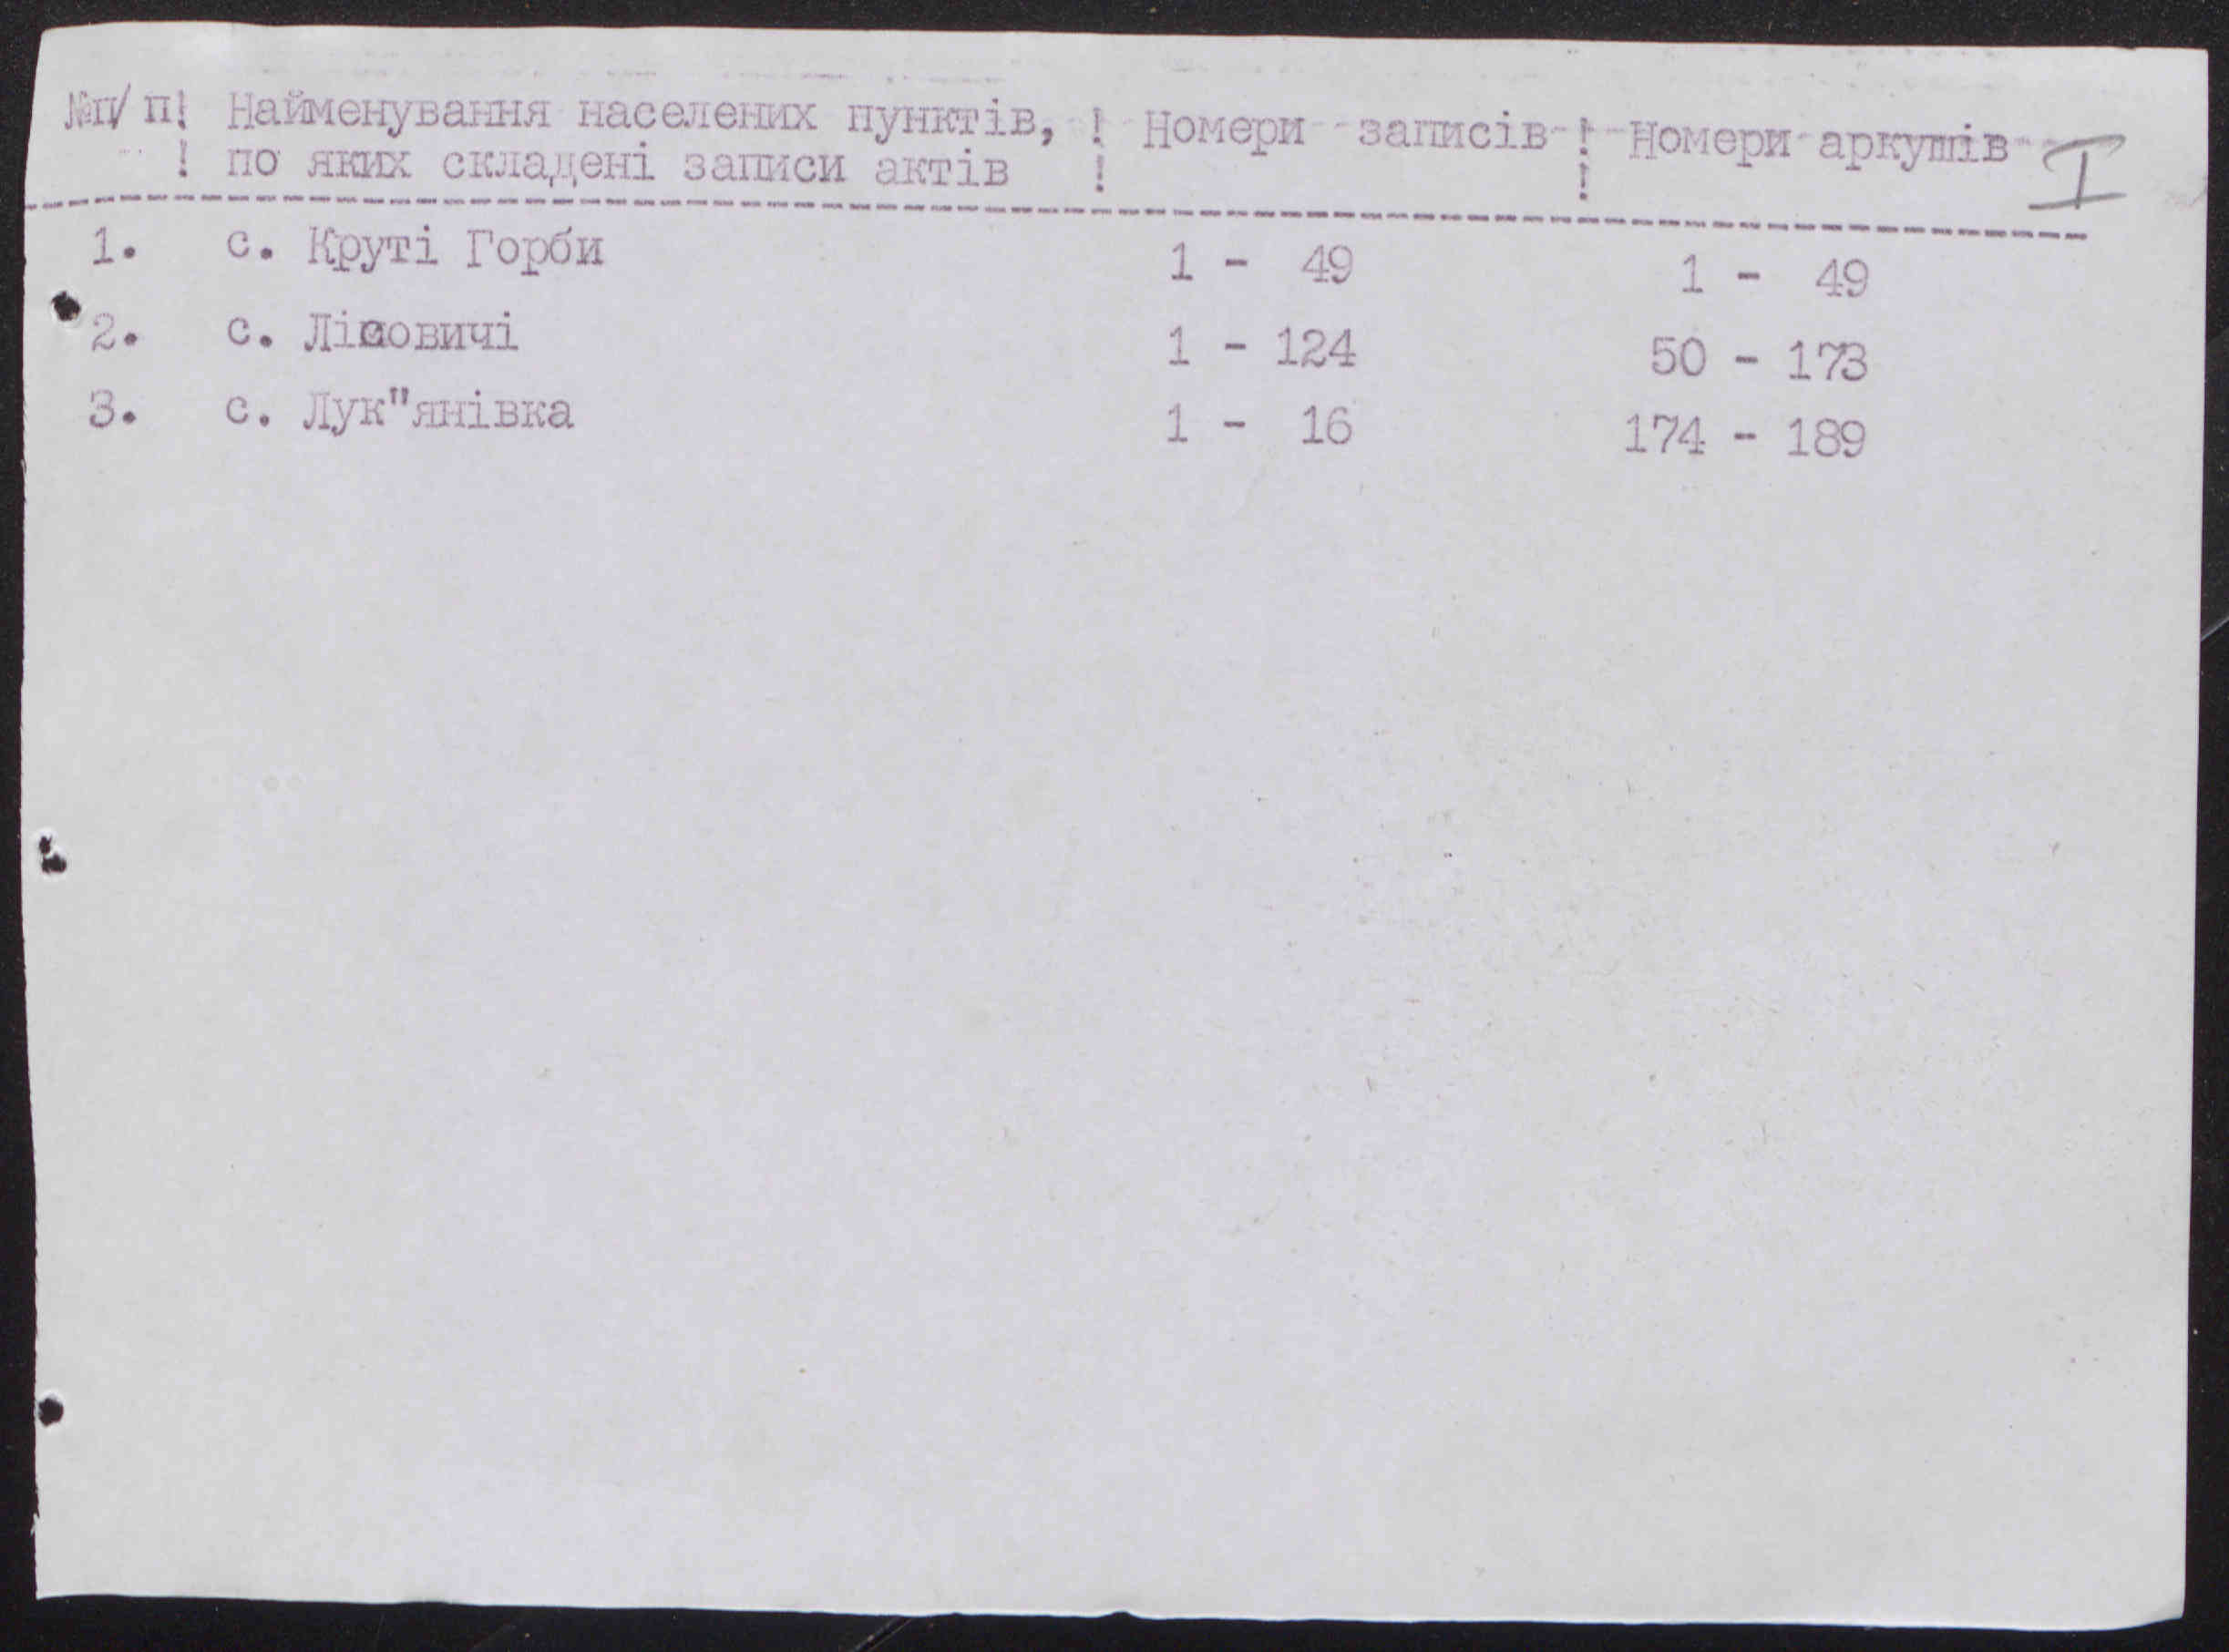 №п/п! Найменування населених пунктів, ! Номери записів ! Номери аркушів
! по яких складені записи актів ! !
I
1. с. Круті Горби 1 - 49 1 - 49
2. с. Лісовичі 1 - 124 50 - 173
3. с. Лук"янівка 1 - 16 174 - 189